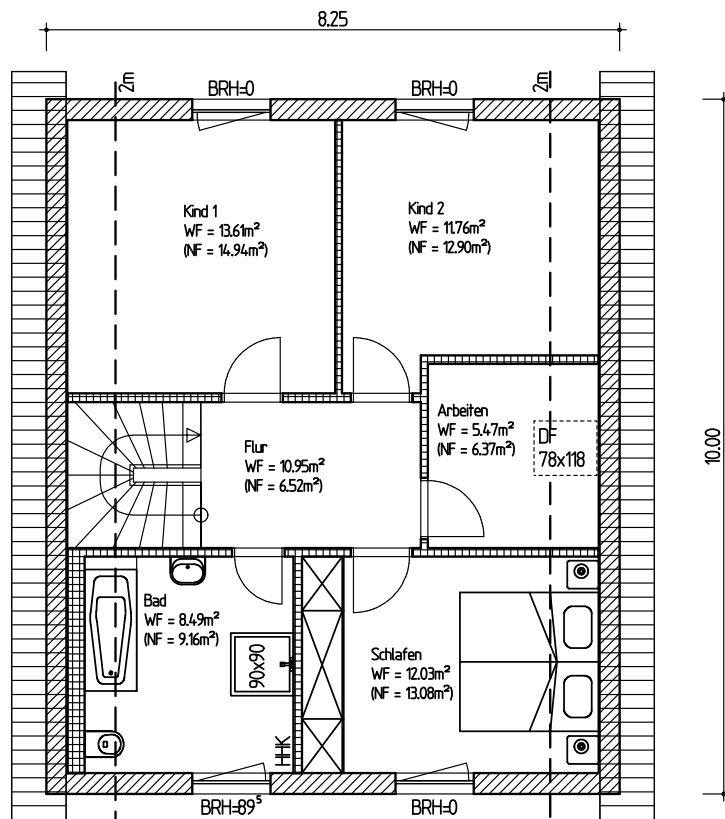 8.25
2m
2m
BRH=0
BRH=0
Kind 1
WF = 13.61m²
(NF = 14.94m²)
Kind 2
WF = 11.76m²
(NF = 12.90m²)
10.00
Arbeiten
WF = 5.47m²
(NF = 6.37m²)
DF
78x118
Flur
WF = 10.95m²
(NF = 6.52m²)
Bad
WF = 8.49m²
(NF = 9.16m²)
90x90
Schlafen
WF = 12.03m²
(NF = 13.08m²)
HHK
BRH=89⁵
BRH=0